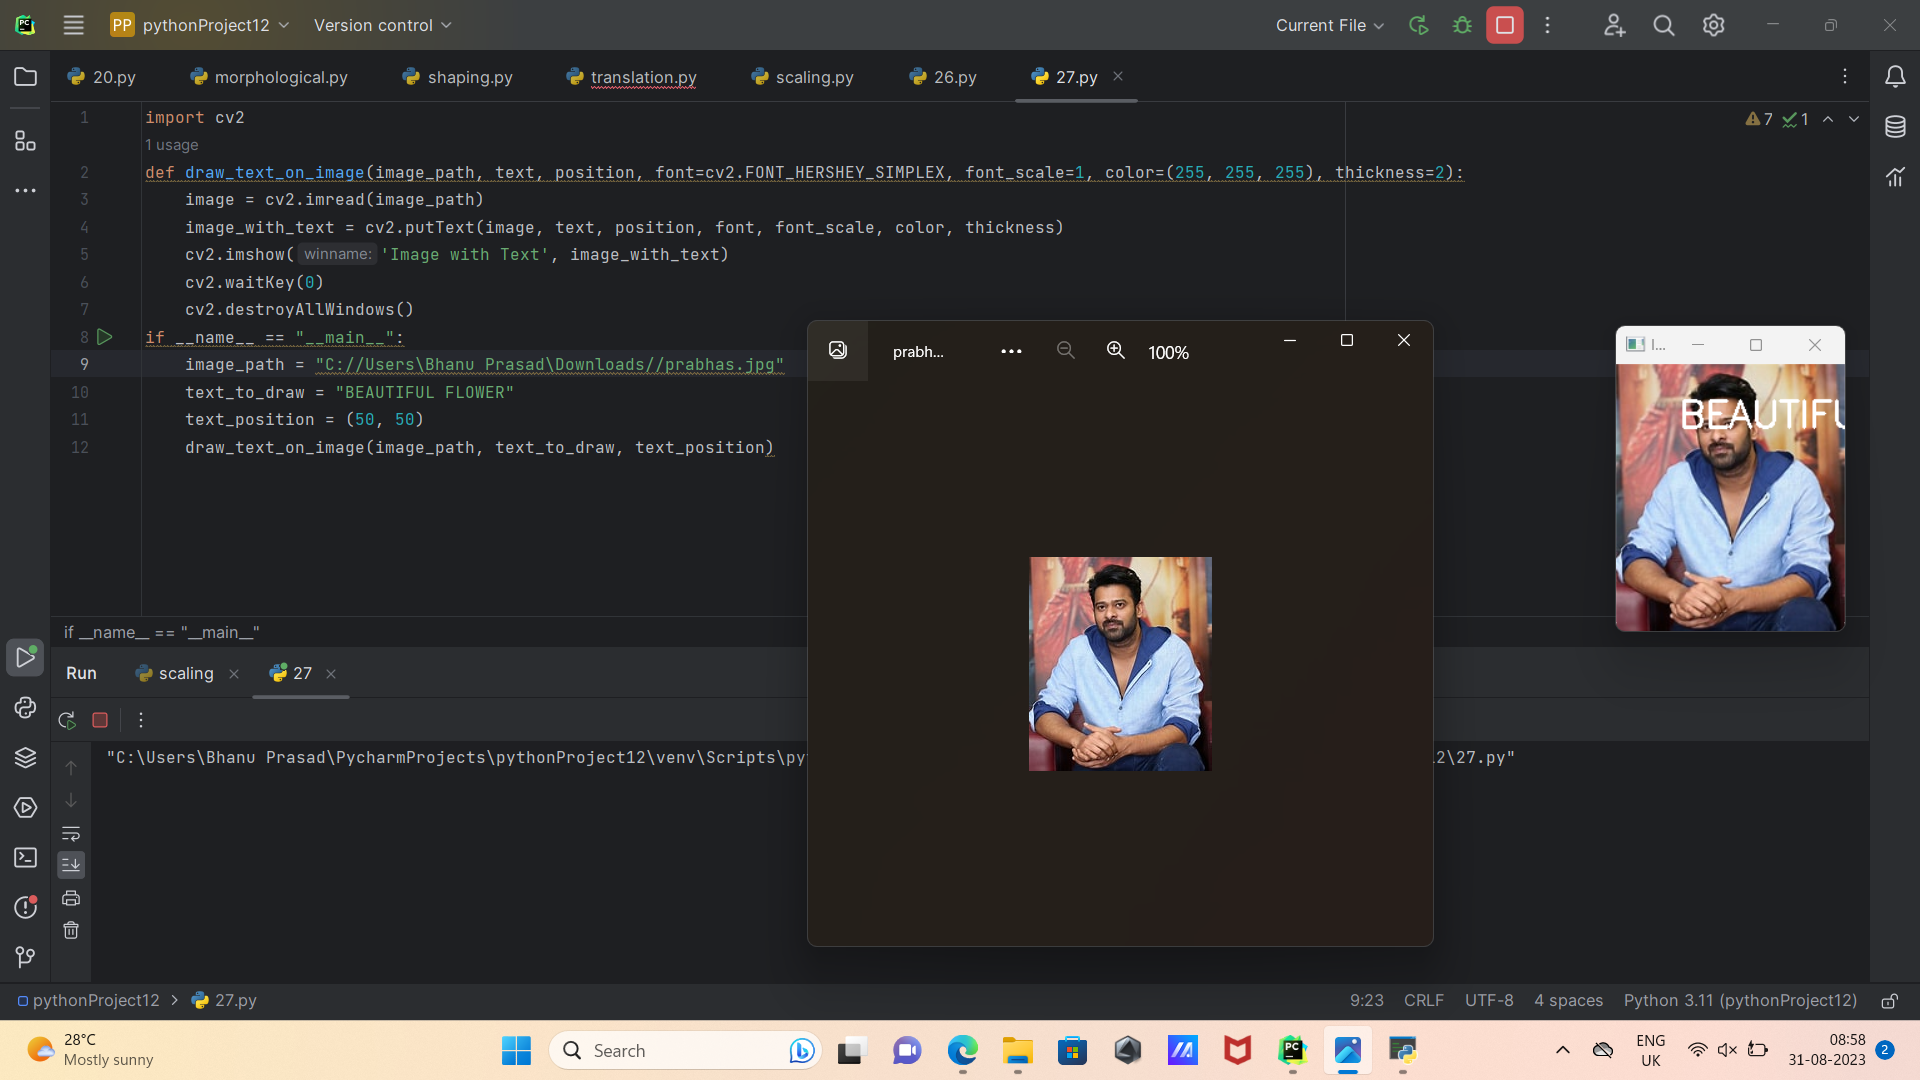 PP pythonProject12 Version control Current File
20.py morphological.py shaping.py translation.py scaling.py 26.py 27.py
1 import cv2 7 1
1 usage
2 def draw_text_on_image(image_path, text, position, font=cv2.FONT_HERSHEY_SIMPLEX, font_scale=1, color=(255, 255, 255), thickness=2):
3 image = cv2.imread(image_path)
4 image_with_text = cv2.putText(image, text, position, font, font_scale, color, thickness)
5 cv2.imshow( winname: 'Image with Text', image_with_text)
6 cv2.waitKey(0)
7 cv2.destroyAllWindows()
8 if __name__ == "__main__":
9 image_path = "C://Users\Bhanu Prasad\Downloads//prabhas.jpg"
10 text_to_draw = "BEAUTIFUL FLOWER"
11 text_position = (50, 50)
12 draw_text_on_image(image_path, text_to_draw, text_position)
prabh... 100%
I...
BEAUTIFU
if __name__ == "__main__"
Run scaling 27
"C:\Users\Bhanu Prasad\PycharmProjects\pythonProject12\venv\Scripts\py 2\27.py"
pythonProject12 > 27.py 9:23 CRLF UTF-8 4 spaces Python 3.11 (pythonProject12)
28°C
Mostly sunny
Search
PC
ENG
UK
08:58
31-08-2023
2